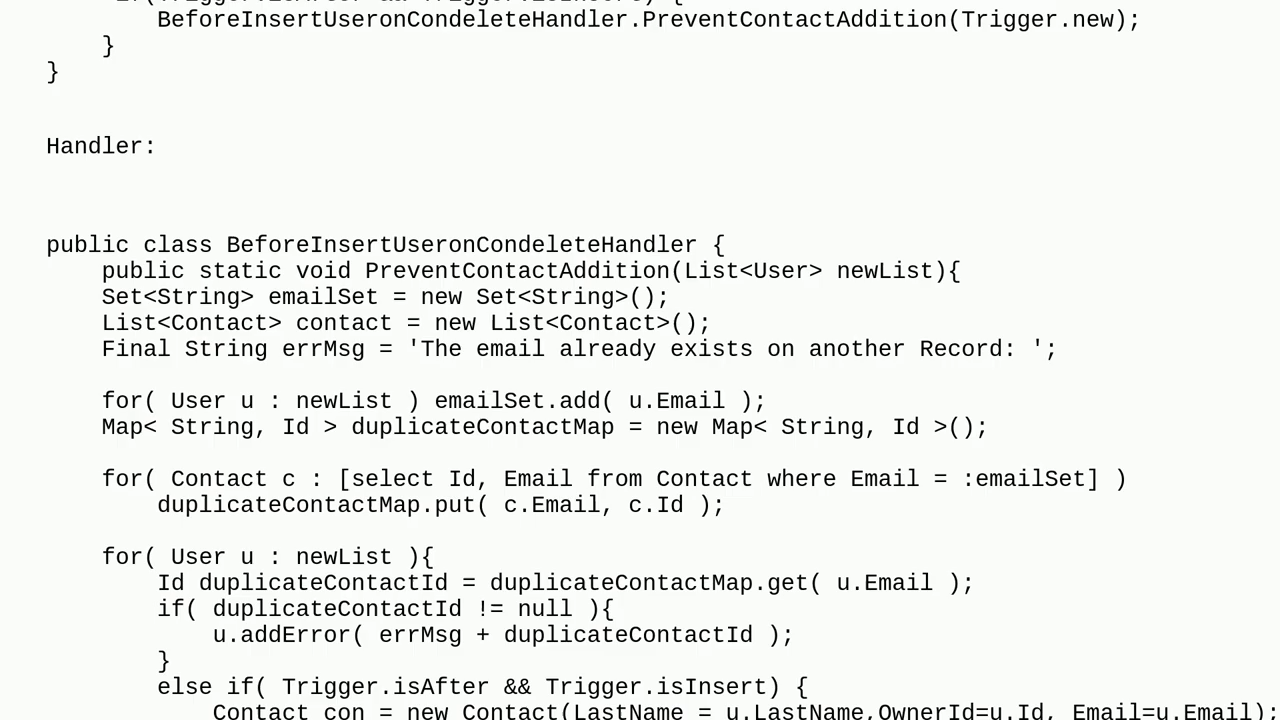 if(Trigger.isAfter && Trigger.isInsert) {
BeforeInsertUseronCondeleteHandler.PreventContactAddition(Trigger.new);
}
}
Handler:
public class BeforeInsertUseronCondeleteHandler {
public static void PreventContactAddition(List<User> newList){
Set<String> emailSet = new Set<String>();
List<Contact> contact = new List<Contact>();
Final String errMsg = 'The email already exists on another Record: ';
for( User u : newList ) emailSet.add( u.Email );
Map< String, Id > duplicateContactMap = new Map< String, Id >();
for( Contact c : [select Id, Email from Contact where Email = :emailSet] )
duplicateContactMap.put( c.Email, c.Id );
for( User u : newList ){
Id duplicateContactId = duplicateContactMap.get( u.Email );
if( duplicateContactId != null ){
u.addError( errMsg + duplicateContactId );
}
else if( Trigger.isAfter && Trigger.isInsert) {
Contact con = new Contact(LastName = u.LastName,OwnerId=u.Id, Email=u.Email);